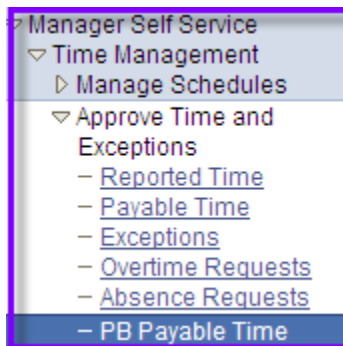 Manager Self Service
Time Management
Manage Schedules
Approve Time and
Exceptions
– Reported Time
– Payable Time
– Exceptions
– Overtime Requests
– Absence Requests
– PB Payable Time